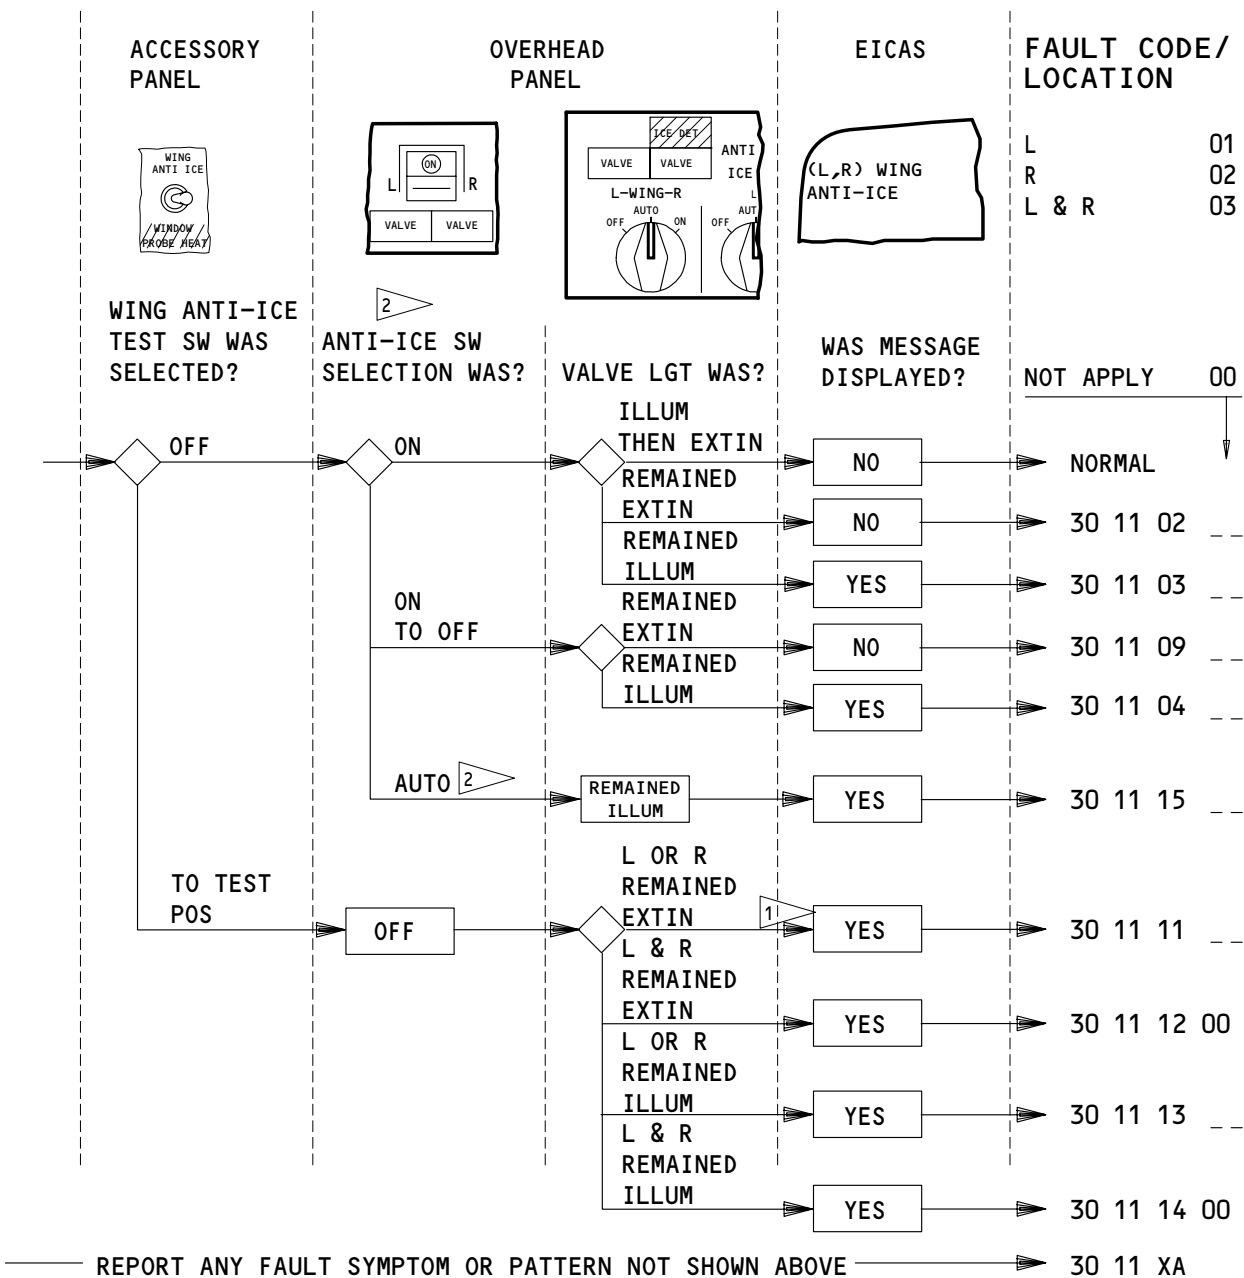 ACCESSORY
PANEL
OVERHEAD
PANEL
EICAS
FAULT CODE/
LOCATION
WING
ANTI ICE
WINDOW
PROBE HEAT
ON
L
R
VALVE
VALVE
ICE DET
VALVE
VALVE
ANTI
ICE
L-WING-R
L
AUTO
OFF
ON
AUT
OFF
(L,R) WING
ANTI-ICE
L 01
R 02
L & R 03
2
WING ANTI-ICE
TEST SW WAS
SELECTED?
ANTI-ICE SW
SELECTION WAS?
VALVE LGT WAS?
WAS MESSAGE
DISPLAYED?
NOT APPLY 00
OFF
ON
ILLUM
THEN EXTIN
NO
NORMAL
REMAINED
EXTIN
NO
30 11 02 _ _
REMAINED
ILLUM
YES
30 11 03 _ _
ON
TO OFF
REMAINED
EXTIN
NO
30 11 09 _ _
REMAINED
ILLUM
YES
30 11 04 _ _
AUTO
2
REMAINED
ILLUM
YES
30 11 15 _ _
TO TEST
POS
OFF
L OR R
REMAINED
EXTIN
1
YES
30 11 11 _ _
L & R
REMAINED
EXTIN
YES
30 11 12 00
L OR R
REMAINED
ILLUM
YES
30 11 13 _ _
L & R
REMAINED
ILLUM
YES
30 11 14 00
REPORT ANY FAULT SYMPTOM OR PATTERN NOT SHOWN ABOVE
30 11 XA